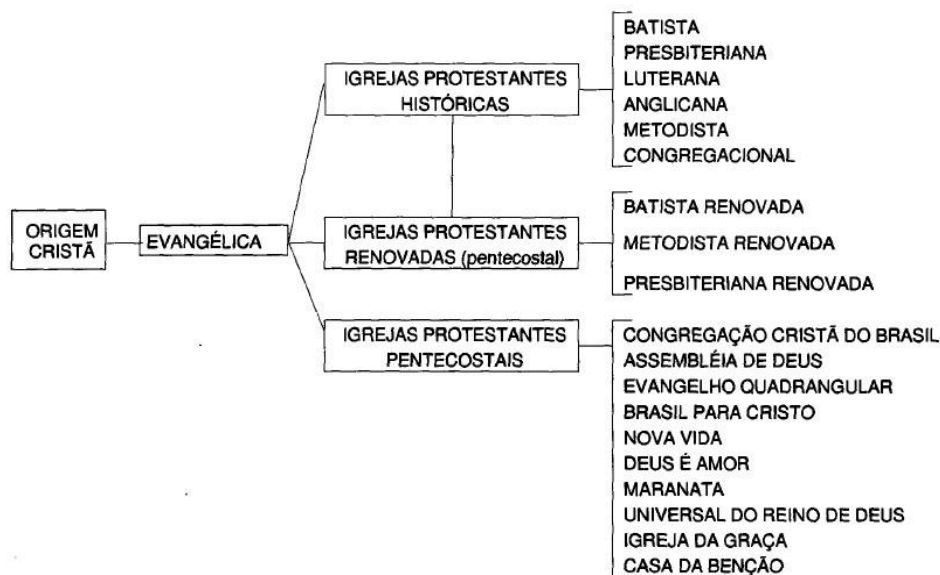 ORIGEM
CRISTÃ
EVANGÉLICA
IGREJAS PROTESTANTES
HISTÓRICAS
BATISTA
PRESBITERIANA
LUTERANA
ANGLICANA
METODISTA
CONGREGACIONAL
IGREJAS PROTESTANTES
RENOVADAS (pentecostal)
BATISTA RENOVADA
METODISTA RENOVADA
PRESBITERIANA RENOVADA
IGREJAS PROTESTANTES
PENTECOSTAIS
CONGREGAÇÃO CRISTÃ DO BRASIL
ASSEMBLÉIA DE DEUS
EVANGELHO QUADRANGULAR
BRASIL PARA CRISTO
NOVA VIDA
DEUS É AMOR
MARANATA
UNIVERSAL DO REINO DE DEUS
IGREJA DA GRAÇA
CASA DA BENÇÃO